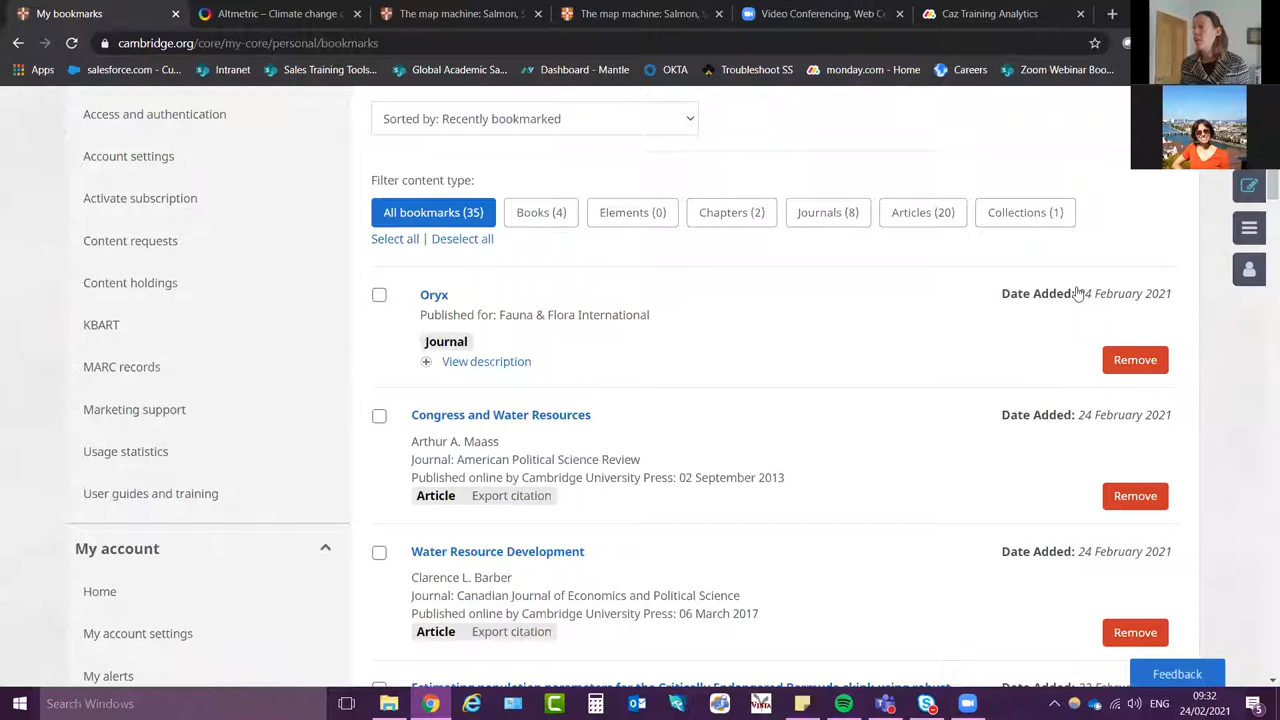 My bookmarks
Altmetric – Climate change
The map machine: Salmon, S
The map machine: Salmon,
Video Conferencing, Web C
Caz Training Analytics
cambridge.org/core/my-core/personal/bookmarks
Apps
salesforce.com - Cu...
Intranet
Sales Training Tools...
Global Academic Sa...
Dashboard - Mantle
OKTA
Troubleshoot SS
monday.com - Home
Careers
Zoom Webinar Boo...
Access and authentication
Account settings
Activate subscription
Content requests
Content holdings
KBART
MARC records
Marketing support
Usage statistics
User guides and training
My account
Home
My account settings
My alerts
Sorted by: Recently bookmarked
Filter content type:
All bookmarks (35)
Books (4)
Elements (0)
Chapters (2)
Journals (8)
Articles (20)
Collections (1)
Select all | Deselect all
Oryx
Date Added: 24 February 2021
Published for: Fauna & Flora International
Journal
View description
Remove
Congress and Water Resources
Date Added: 24 February 2021
Arthur A. Maass
Journal: American Political Science Review
Published online by Cambridge University Press: 02 September 2013
Article Export citation
Remove
Water Resource Development
Date Added: 24 February 2021
Clarence L. Barber
Journal: Canadian Journal of Economics and Political Science
Published online by Cambridge University Press: 06 March 2017
Article Export citation
Remove
Feedback
Search Windows
ENG
09:32
24/02/2021
5